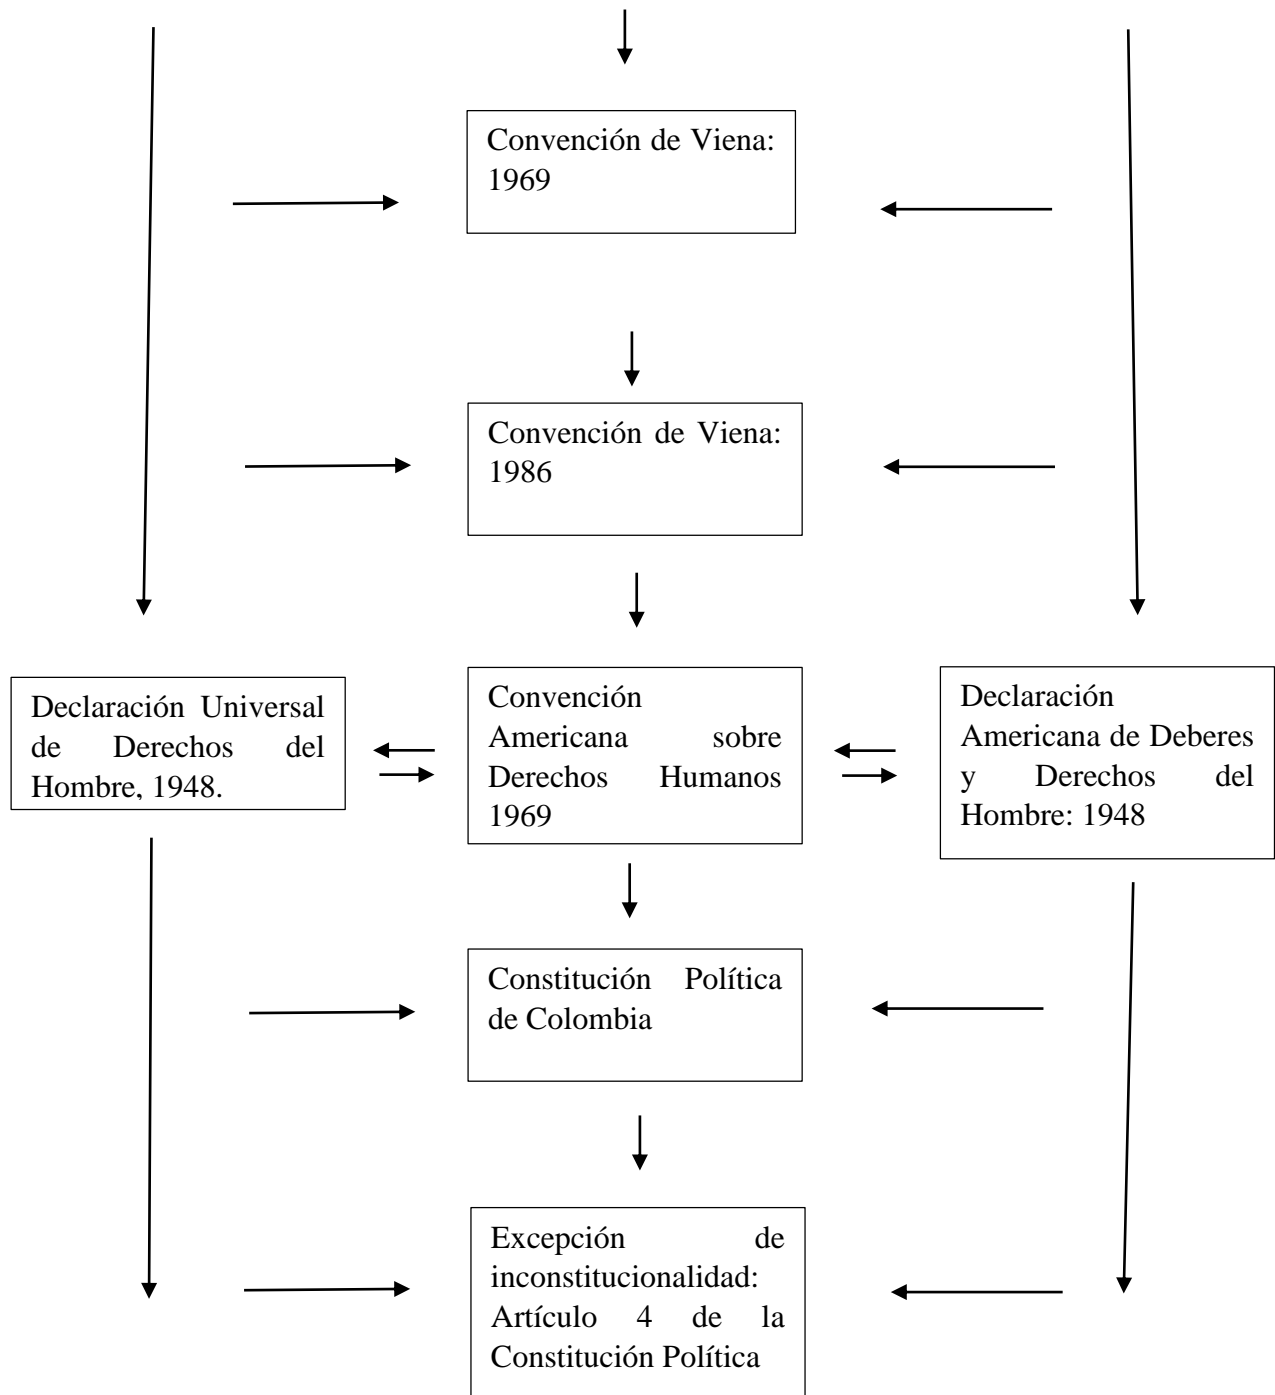 Convención de Viena:
1969
Convención de Viena:
1986
Declaración Universal
de Derechos del
Hombre, 1948.
Convención
Americana sobre
Derechos Humanos
1969
Declaración
Americana de Deberes
y Derechos del
Hombre: 1948
Constitución Política
de Colombia
Excepción de
inconstitucionalidad:
Artículo 4 de la
Constitución Política